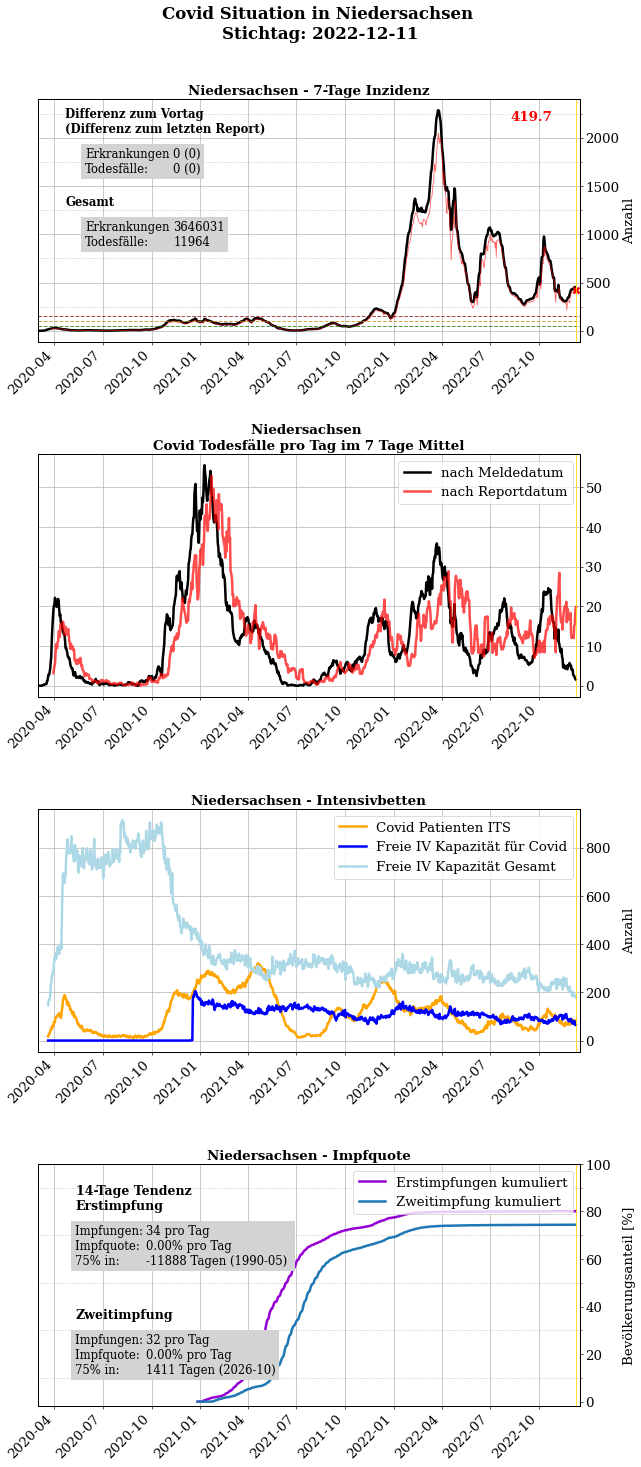 Covid Situation in Niedersachsen
Stichtag: 2022-12-11
Niedersachsen - 7-Tage Inzidenz
Differenz zum Vortag
(Differenz zum letzten Report)
Erkrankungen 0 (0)
Todesfälle: 0 (0)
Gesamt
Erkrankungen 3646031
Todesfälle: 11964
419.7
2000
1500
1000
500
0
Anzahl
2020-04 2020-07 2020-10 2021-01 2021-04 2021-07 2021-10 2022-01 2022-04 2022-07 2022-10
Niedersachsen
Covid Todesfälle pro Tag im 7 Tage Mittel
nach Meldedatum
nach Reportdatum
50
40
30
20
10
0
2020-04 2020-07 2020-10 2021-01 2021-04 2021-07 2021-10 2022-01 2022-04 2022-07 2022-10
Niedersachsen - Intensivbetten
Covid Patienten ITS
Freie IV Kapazität für Covid
Freie IV Kapazität Gesamt
800
600
400
200
0
Anzahl
2020-04 2020-07 2020-10 2021-01 2021-04 2021-07 2021-10 2022-01 2022-04 2022-07 2022-10
Niedersachsen - Impfquote
14-Tage Tendenz
Erstimpfung
Impfungen: 34 pro Tag
Impfquote: 0.00% pro Tag
75% in: -11888 Tagen (1990-05)
Zweitimpfung
Impfungen: 32 pro Tag
Impfquote: 0.00% pro Tag
75% in: 1411 Tagen (2026-10)
Erstimpfungen kumuliert
Zweitimpfung kumuliert
100
80
60
40
20
0
Bevölkerungsanteil [%]
2020-04 2020-07 2020-10 2021-01 2021-04 2021-07 2021-10 2022-01 2022-04 2022-07 2022-10